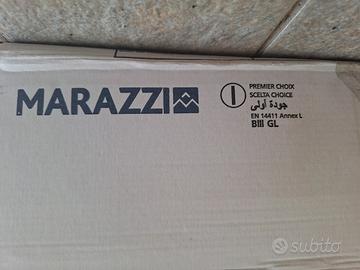 MARAZZI
I
PREMIER CHOIX
SCELTA CHOICE
جودة أولى
EN 14411 Annex L
BIII GL
subito